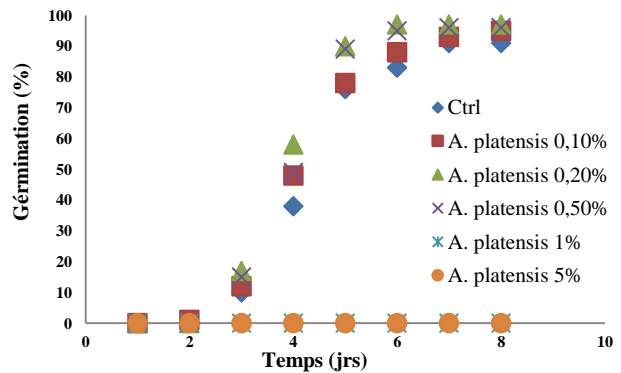 Gérmination (%)
100
90
80
70
60
50
40
30
20
10
0
0
2
4
6
8
10
Temps (jrs)
Ctrl
A. platensis 0,10%
A. platensis 0,20%
A. platensis 0,50%
A. platensis 1%
A. platensis 5%